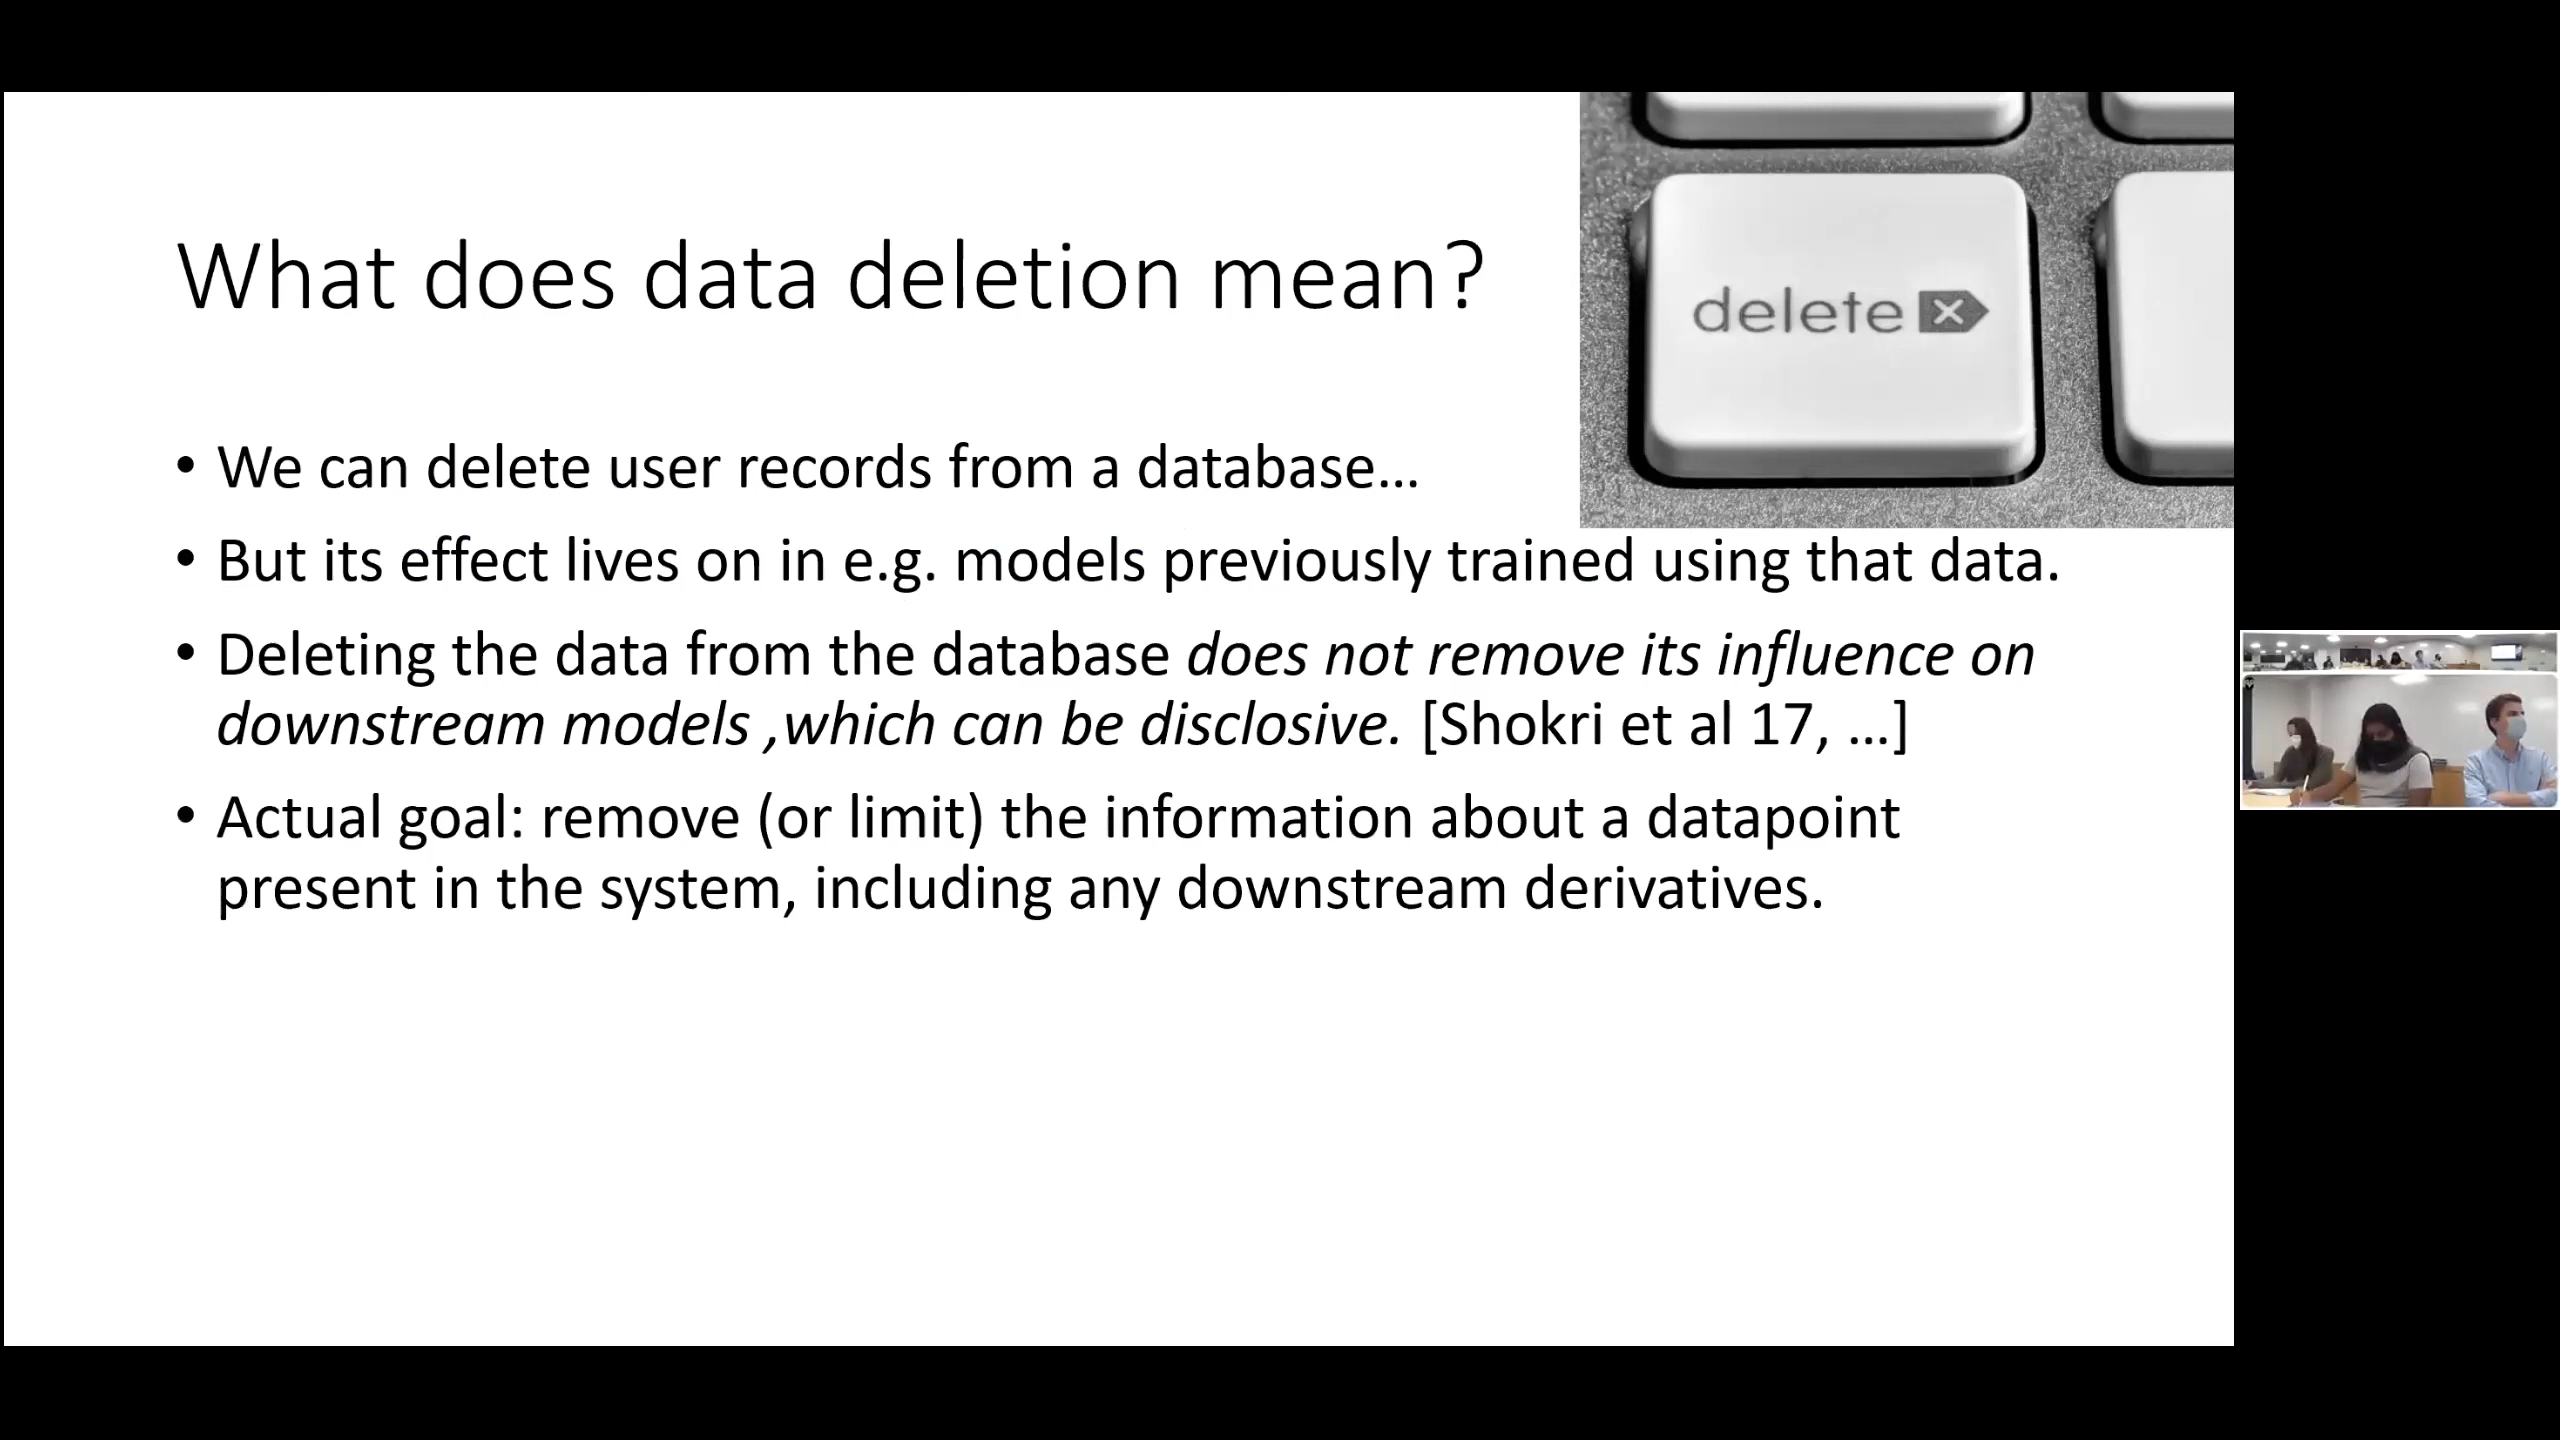 What does data deletion mean?
delete
• We can delete user records from a database…
• But its effect lives on in e.g. models previously trained using that data.
• Deleting the data from the database does not remove its influence on
downstream models ,which can be disclosive. [Shokri et al 17, …]
• Actual goal: remove (or limit) the information about a datapoint
present in the system, including any downstream derivatives.